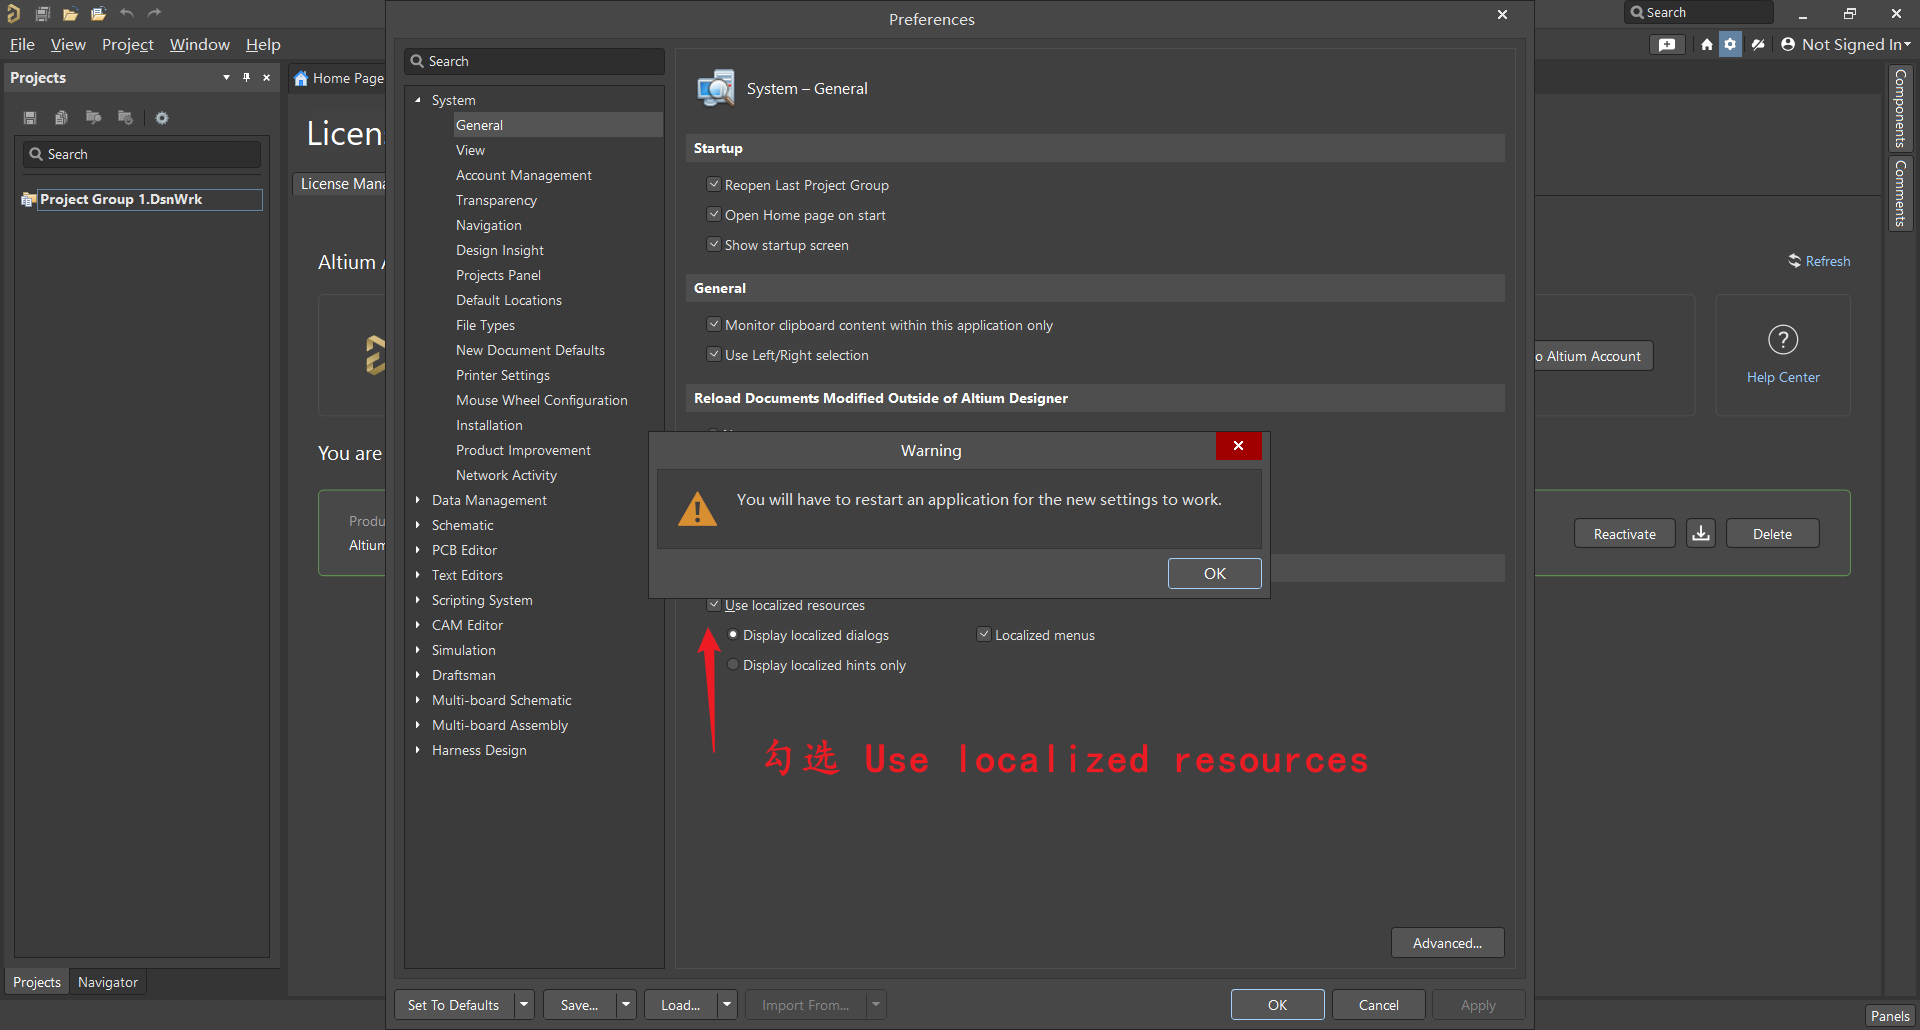 Preferences
Search
File View Project Window Help
Not Signed In
Projects
Search
Project Group 1.DsnWrk
Projects
Navigator
Home Page
Licen
License Mana
Altium
You are
Produ
Altium
Search
System
General
View
Account Management
Transparency
Navigation
Design Insight
Projects Panel
Default Locations
File Types
New Document Defaults
Printer Settings
Mouse Wheel Configuration
Installation
Product Improvement
Network Activity
Data Management
Schematic
PCB Editor
Text Editors
Scripting System
CAM Editor
Simulation
Draftsman
Multi-board Schematic
Multi-board Assembly
Harness Design
System – General
Startup
Reopen Last Project Group
Open Home page on start
Show startup screen
General
Monitor clipboard content within this application only
Use Left/Right selection
Reload Documents Modified Outside of Altium Designer
Warning
You will have to restart an application for the new settings to work.
OK
Use localized resources
Display localized dialogs
Localized menus
Display localized hints only
勾选 Use localized resources
Advanced...
Set To Defaults
Save...
Load...
Import From...
OK
Cancel
Apply
Refresh
o Altium Account
?
Help Center
Reactivate
Delete
Components
Comments
Panels